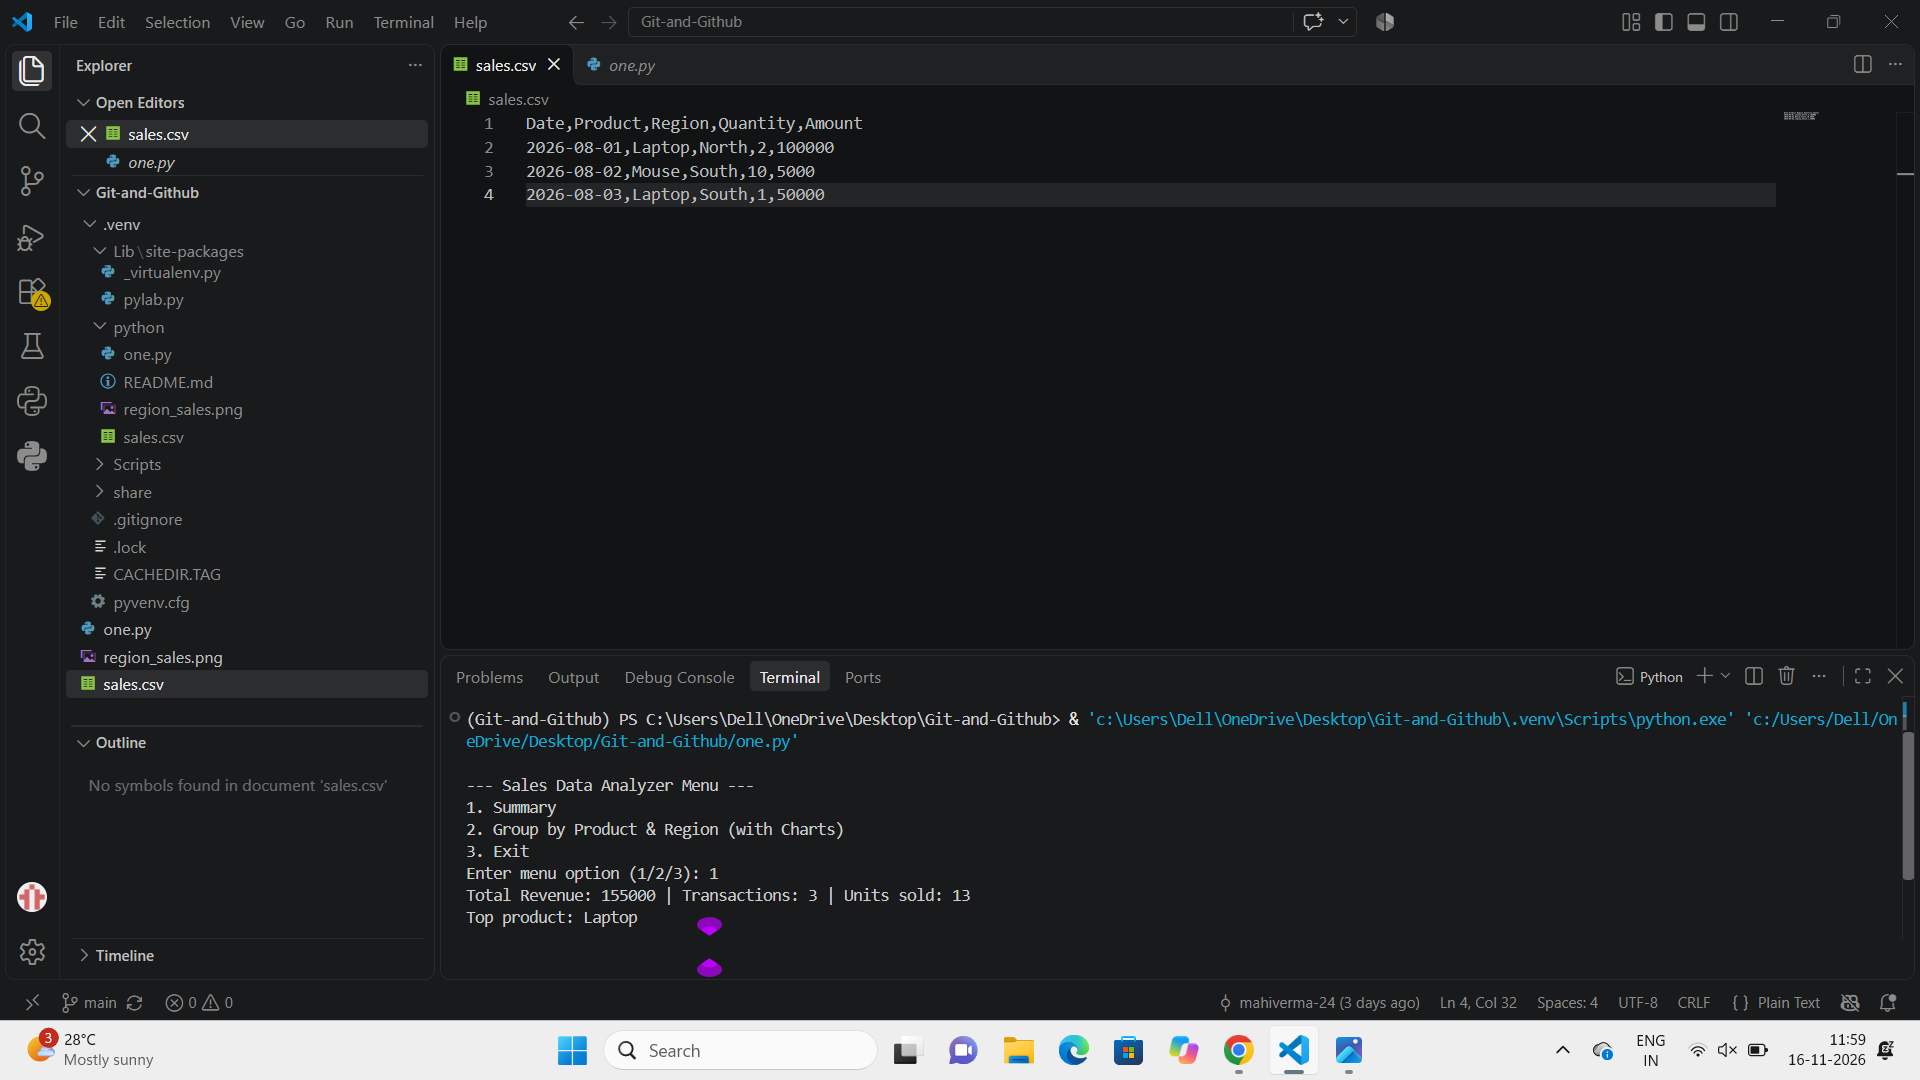 File Edit Selection View Go Run Terminal Help
Git-and-Github
Explorer
Open Editors
sales.csv
one.py
Git-and-Github
.venv
Lib\site-packages
_virtualenv.py
pylab.py
python
one.py
README.md
region_sales.png
sales.csv
Scripts
share
.gitignore
.lock
CACHEDIR.TAG
pyvenv.cfg
one.py
region_sales.png
sales.csv
Outline
No symbols found in document 'sales.csv'
Timeline
sales.csv one.py
sales.csv
1 Date,Product,Region,Quantity,Amount
2 2026-08-01,Laptop,North,2,100000
3 2026-08-02,Mouse,South,10,5000
4 2026-08-03,Laptop,South,1,50000
Problems Output Debug Console Terminal Ports
Python
(Git-and-Github) PS C:\Users\Dell\OneDrive\Desktop\Git-and-Github> & 'c:\Users\Dell\OneDrive\Desktop\Git-and-Github\.venv\Scripts\python.exe' 'c:/Users/Dell/On
eDrive/Desktop/Git-and-Github/one.py'
--- Sales Data Analyzer Menu ---
1. Summary
2. Group by Product & Region (with Charts)
3. Exit
Enter menu option (1/2/3): 1
Total Revenue: 155000 | Transactions: 3 | Units sold: 13
Top product: Laptop
main 0 0 mahiverma-24 (3 days ago) Ln 4, Col 32 Spaces: 4 UTF-8 CRLF { } Plain Text
3
28°C
Mostly sunny
Search
ENG
IN
11:59
16-11-2026